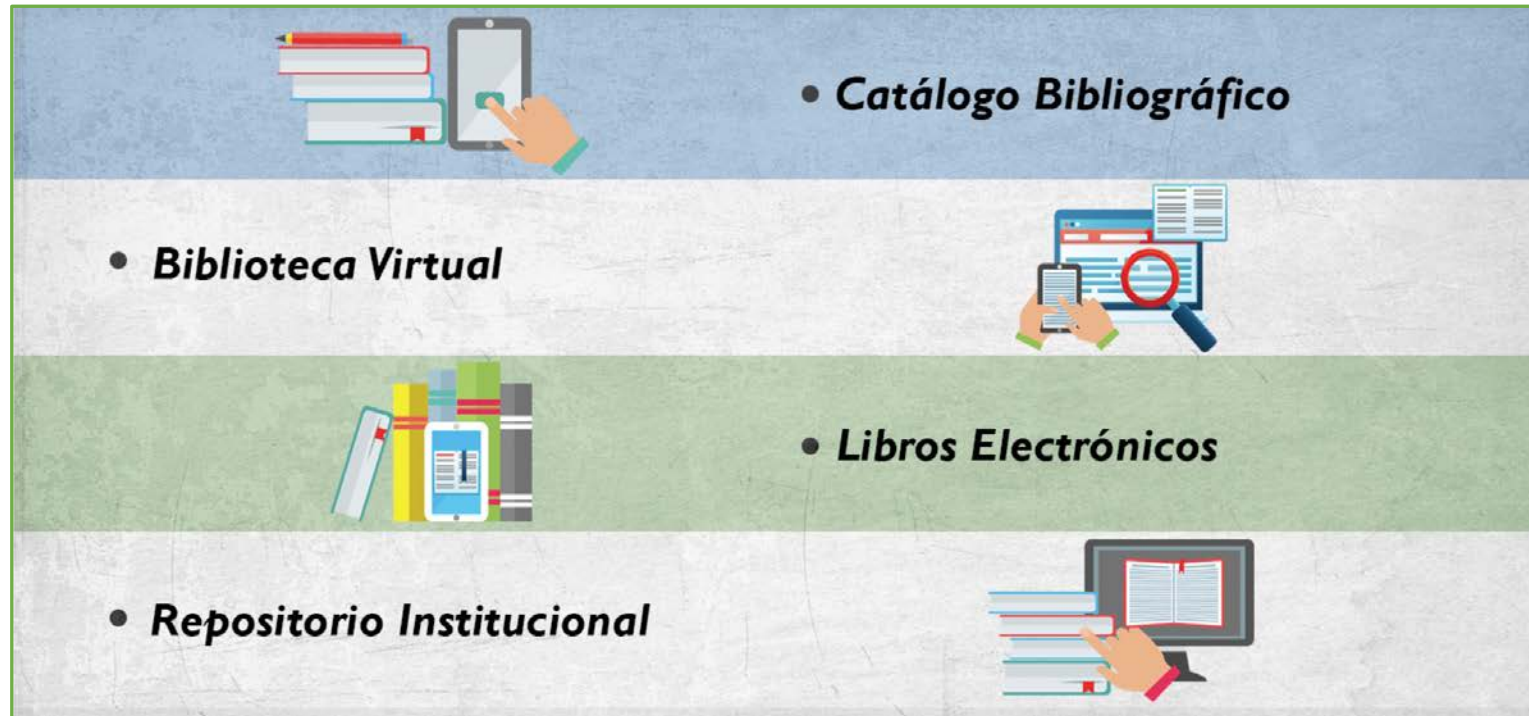 • Catálogo Bibliográfico
• Biblioteca Virtual
• Libros Electrónicos
• Repositorio Institucional